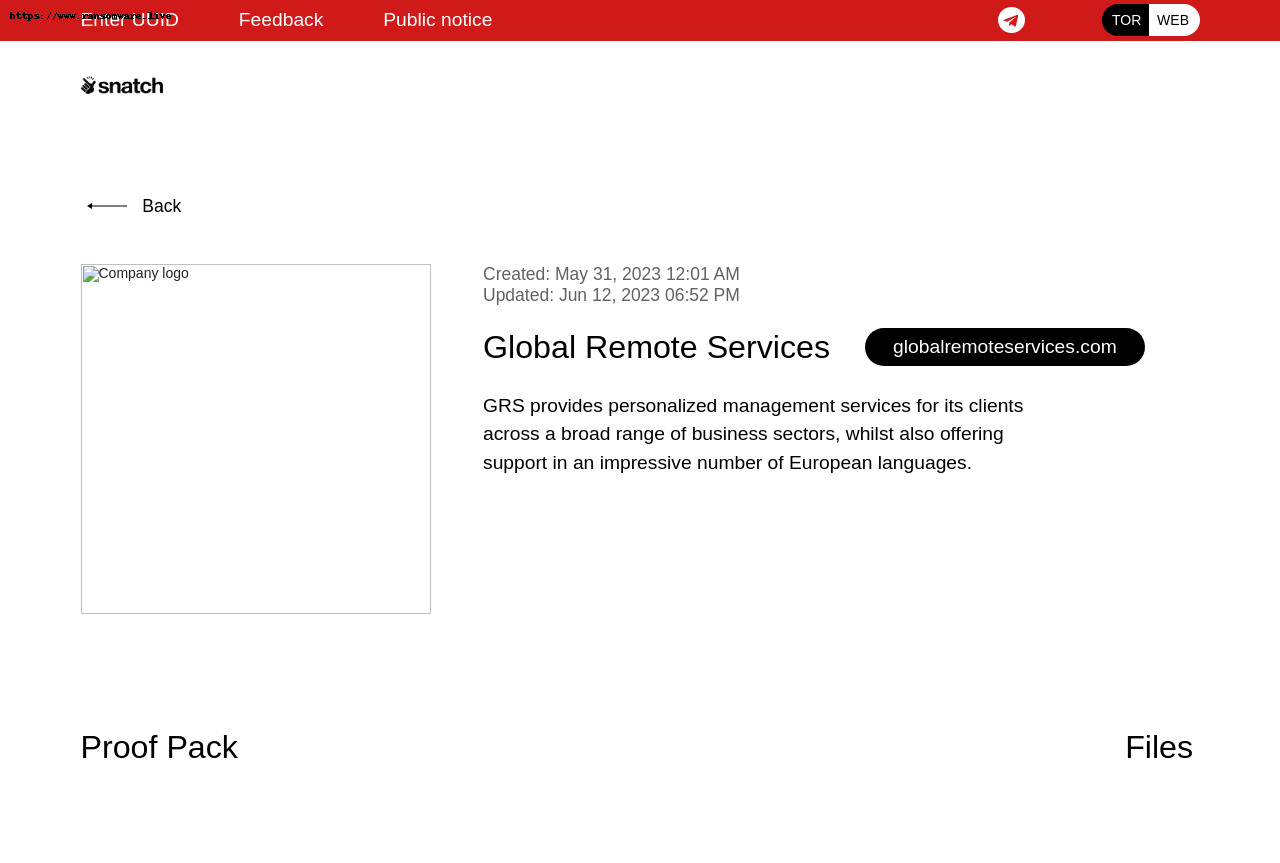 https://www.ransomware.live
Enter UUID
Feedback
Public notice
TOR
WEB
snatch
Back
Company logo
Created: May 31, 2023 12:01 AM
Updated: Jun 12, 2023 06:52 PM
Global Remote Services
globalremoteservices.com
GRS provides personalized management services for its clients
across a broad range of business sectors, whilst also offering
support in an impressive number of European languages.
Proof Pack
Files